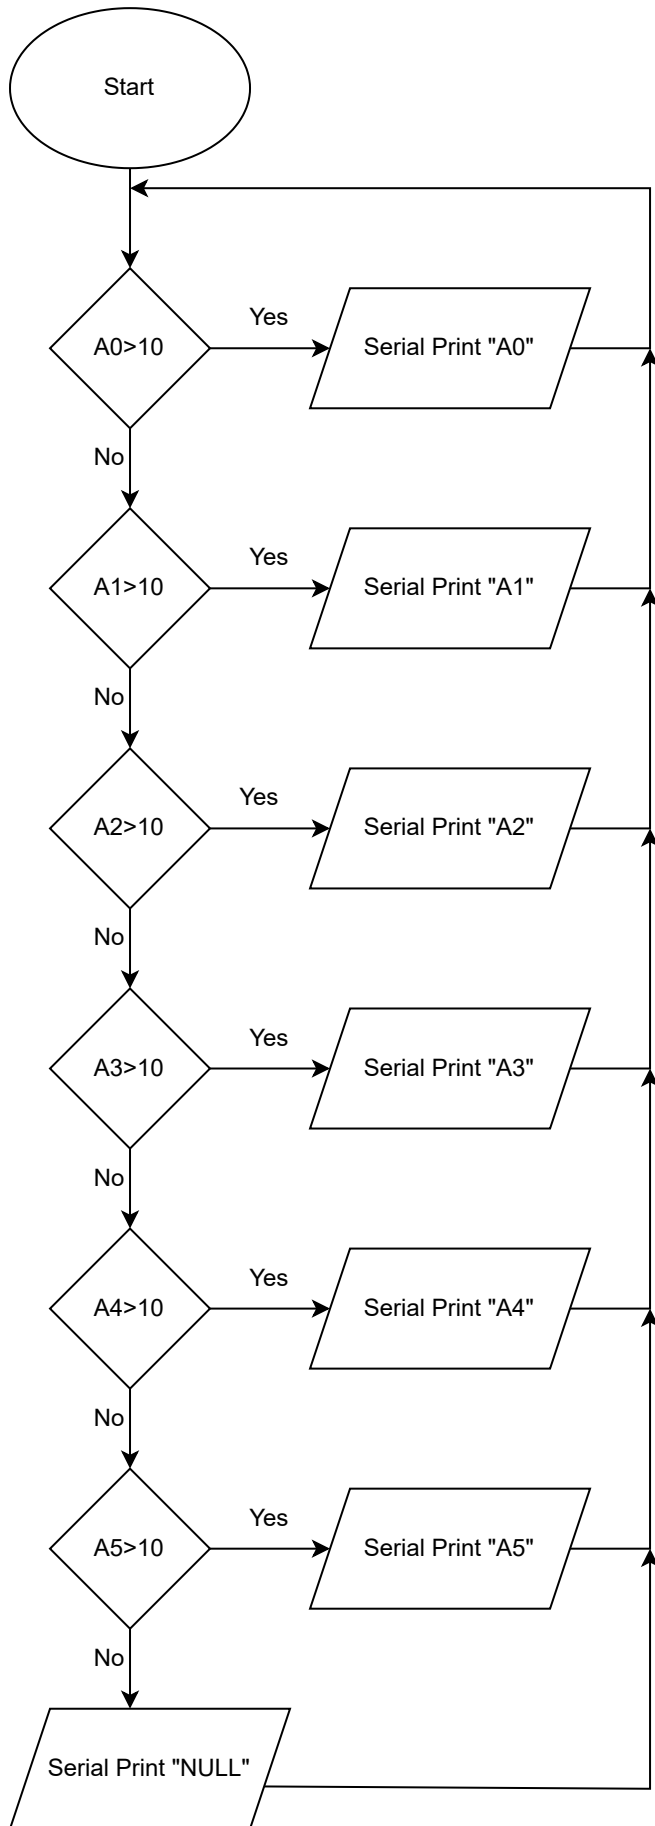 Start
A0>10
Yes
Serial Print "A0"
No
A1>10
Yes
Serial Print "A1"
No
A2>10
Yes
Serial Print "A2"
No
A3>10
Yes
Serial Print "A3"
No
A4>10
Yes
Serial Print "A4"
No
A5>10
Yes
Serial Print "A5"
No
Serial Print "NULL"